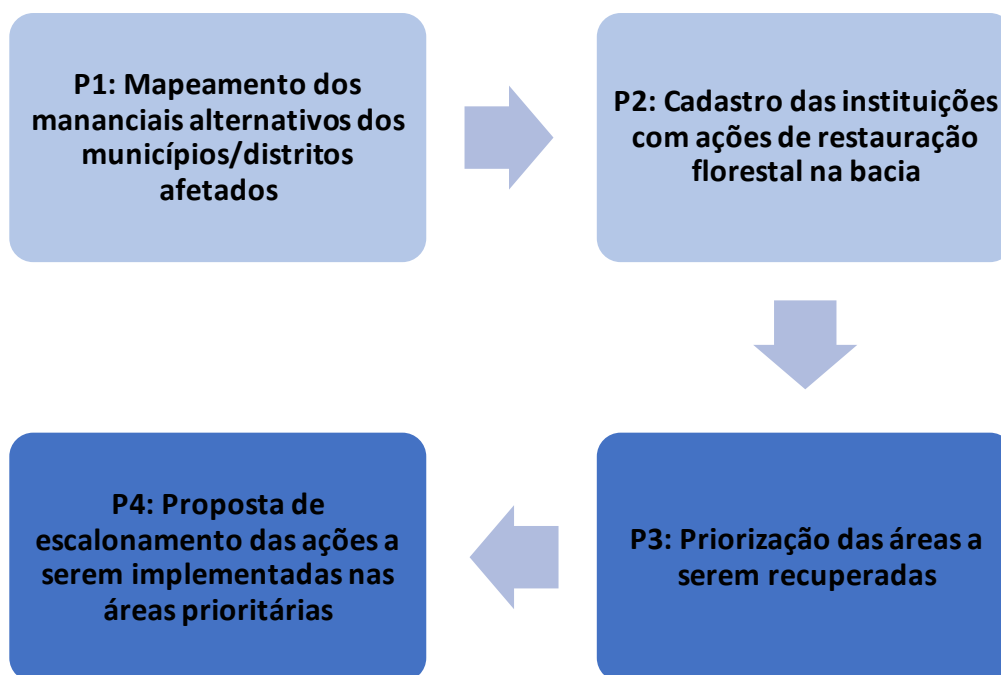 P1: Mapeamento dos
mananciais alternativos dos
municípios/distritos
afetados
P2: Cadastro das instituições
com ações de restauração
florestal na bacia
P3: Priorização das áreas a
serem recuperadas
P4: Proposta de
escalonamento das ações a
serem implementadas nas
áreas prioritárias